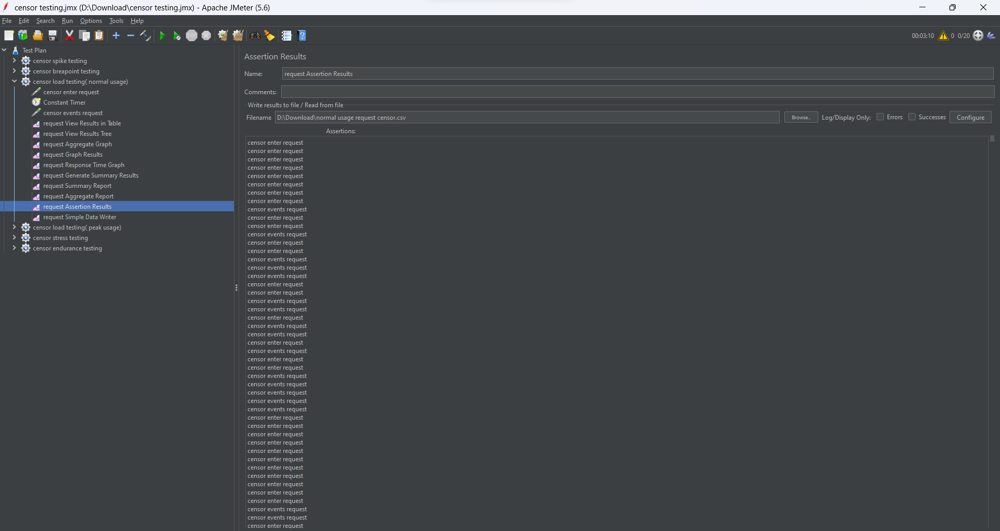 censor testing.jmx (D:\Download\censor testing.jmx) - Apache JMeter (5.6)
File Edit Search Run Options Tools Help
00:03:10 0 0/20
Test Plan
censor spike testing
censor breapoint testing
censor load testing( normal usage)
censor enter request
Constant Timer
censor events request
request View Results in Table
request View Results Tree
request Aggregate Graph
request Graph Results
request Response Time Graph
request Generate Summary Results
request Summary Report
request Aggregate Report
request Assertion Results
request Simple Data Writer
censor load testing( peak usage)
censor stress testing
censor endurance testing
Assertion Results
Name: request Assertion Results
Comments:
Write results to file / Read from file
Filename D:\Download\normal usage request censor.csv Browse... Log/Display Only: Errors Successes Configure
Assertions:
censor enter request
censor enter request
censor enter request
censor enter request
censor enter request
censor enter request
censor enter request
censor enter request
censor events request
censor enter request
censor enter request
censor events request
censor enter request
censor enter request
censor events request
censor events request
censor events request
censor enter request
censor enter request
censor events request
censor events request
censor enter request
censor events request
censor events request
censor enter request
censor events request
censor enter request
censor enter request
censor events request
censor events request
censor events request
censor events request
censor events request
censor enter request
censor enter request
censor enter request
censor enter request
censor enter request
censor enter request
censor enter request
censor enter request
censor enter request
censor enter request
censor enter request
censor events request
censor events request
censor enter request